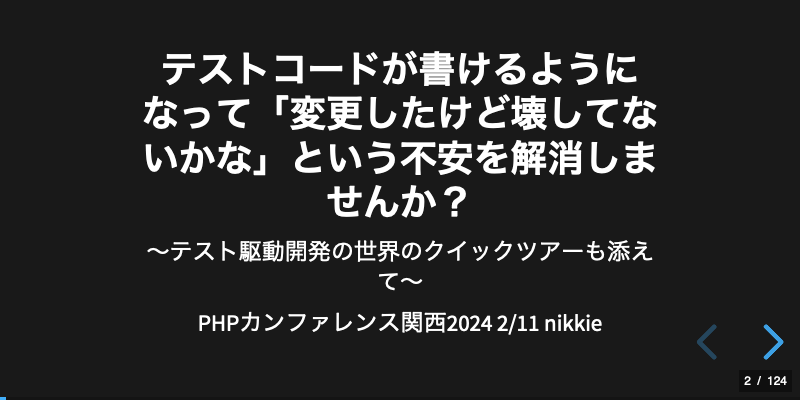 テストコードが書けるように
なって「変更したけど壊してな
いかな」という不安を解消しま
せんか？
〜テスト駆動開発の世界のクイックツアーも添え
て〜
PHPカンファレンス関西2024 2/11 nikkie
2 / 124